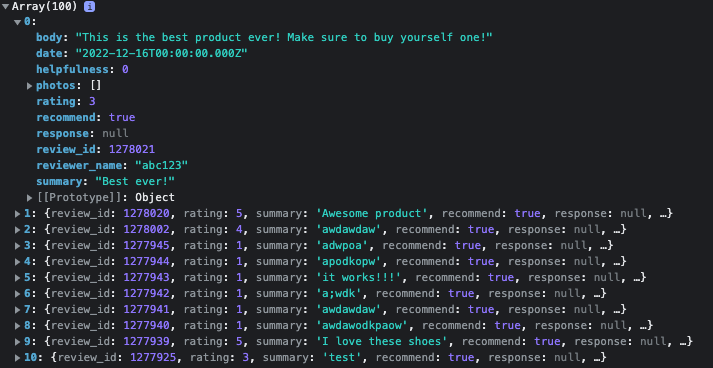 Array(100) i
0:
body: "This is the best product ever! Make sure to buy yourself one!"
date: "2022-12-16T00:00:00.000Z"
helpfulness: 0
photos: []
rating: 3
recommend: true
response: null
review_id: 1278021
reviewer_name: "abc123"
summary: "Best ever!"
[[Prototype]]: Object
1: {review_id: 1278020, rating: 5, summary: 'Awesome product', recommend: true, response: null, …}
2: {review_id: 1278002, rating: 4, summary: 'awdawdaw', recommend: true, response: null, …}
3: {review_id: 1277945, rating: 1, summary: 'adwpoa', recommend: true, response: null, …}
4: {review_id: 1277944, rating: 1, summary: 'apodkopw', recommend: true, response: null, …}
5: {review_id: 1277943, rating: 1, summary: 'it works!!!', recommend: true, response: null, …}
6: {review_id: 1277942, rating: 1, summary: 'a;wdk', recommend: true, response: null, …}
7: {review_id: 1277941, rating: 1, summary: 'awdawdaw', recommend: true, response: null, …}
8: {review_id: 1277940, rating: 1, summary: 'awdawodkpaow', recommend: true, response: null, …}
9: {review_id: 1277939, rating: 5, summary: 'I love these shoes', recommend: true, response: null, …}
10: {review_id: 1277925, rating: 3, summary: 'test', recommend: true, response: null, …}